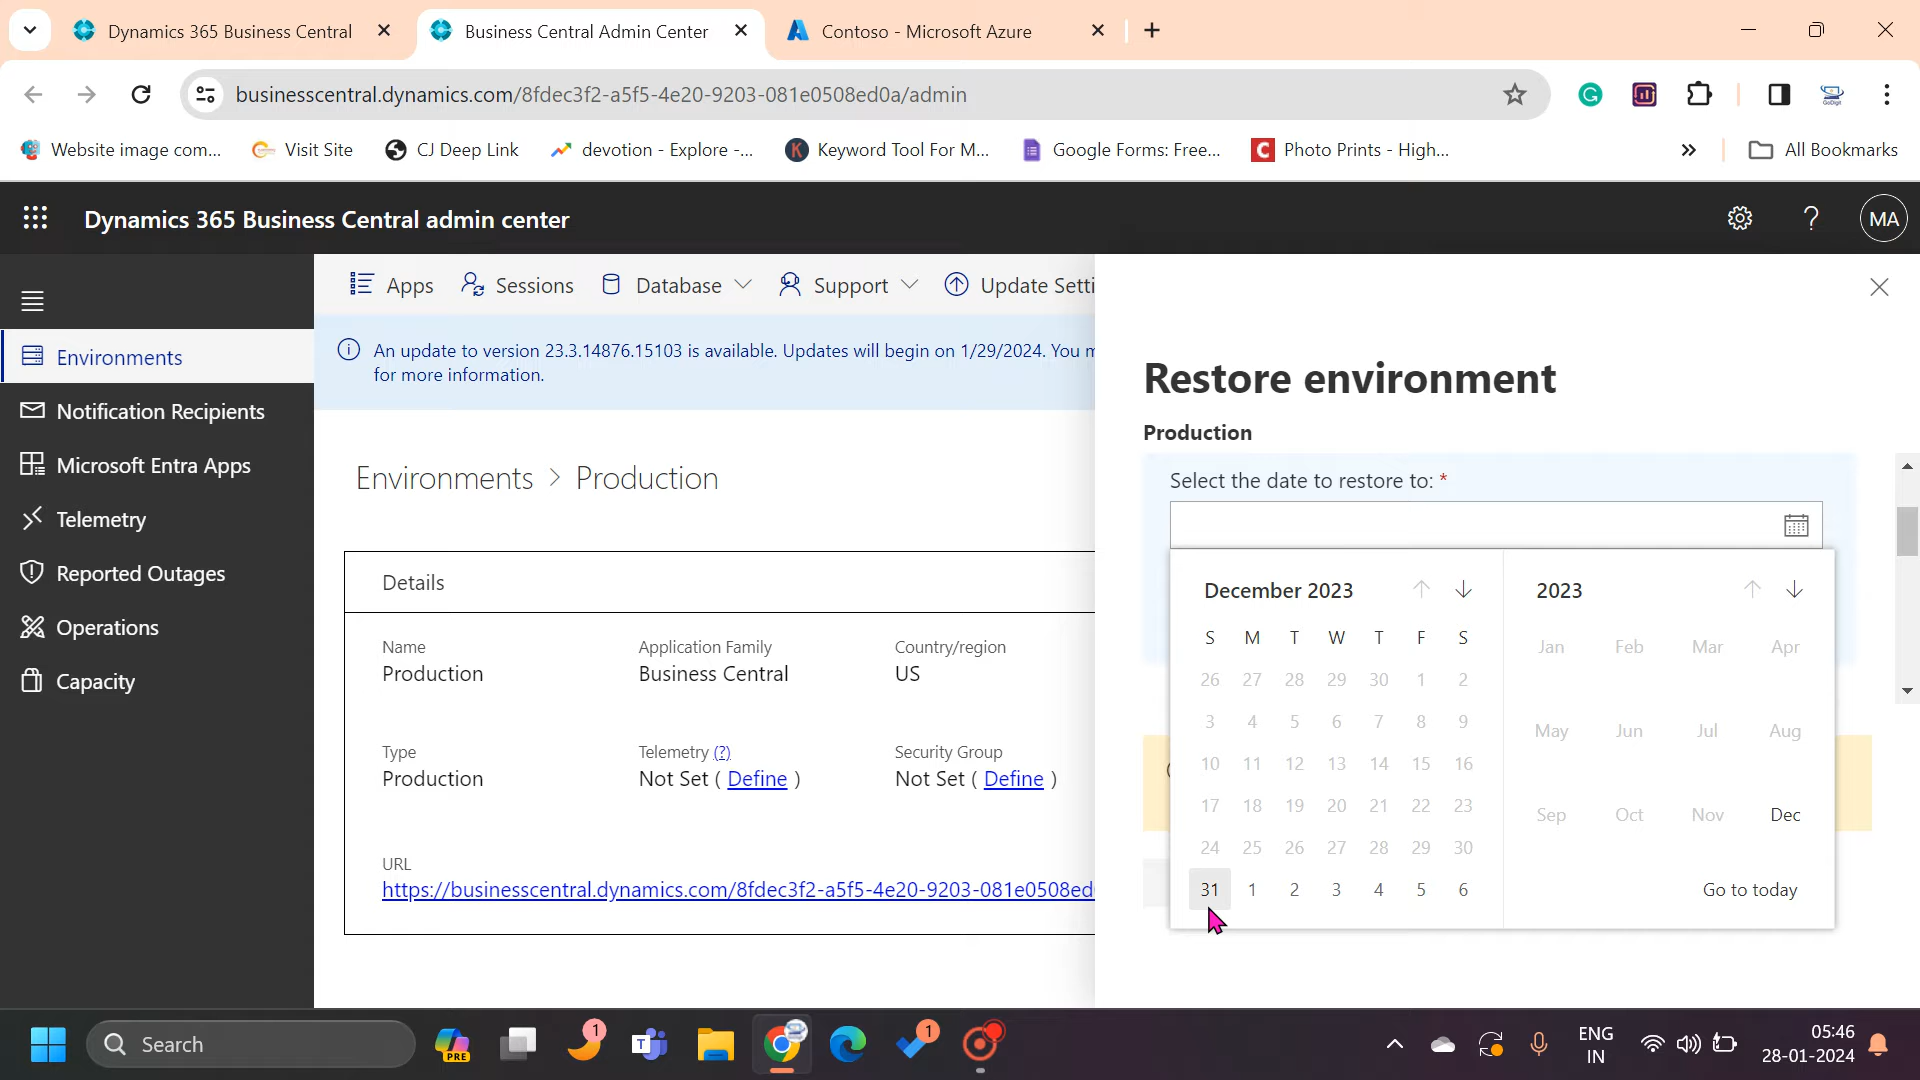 Dynamics 365 Business Central
Business Central Admin Center
Contoso - Microsoft Azure
businesscentral.dynamics.com/8fdec3f2-a5f5-4e20-9203-081e0508ed0a/admin
Website image com...
Visit Site
CJ Deep Link
devotion - Explore -...
Keyword Tool For M...
Google Forms: Free...
Photo Prints - High...
All Bookmarks
Dynamics 365 Business Central admin center
MA
Environments
Notification Recipients
Microsoft Entra Apps
Telemetry
Reported Outages
Operations
Capacity
Apps
Sessions
Database
Support
Update Setti
An update to version 23.3.14876.15103 is available. Updates will begin on 1/29/2024. You m
for more information.
Environments > Production
Details
Name
Production
Application Family
Business Central
Country/region
US
Type
Production
Telemetry (?)
Not Set ( Define )
Security Group
Not Set ( Define )
URL
https://businesscentral.dynamics.com/8fdec3f2-a5f5-4e20-9203-081e0508ed
Restore environment
Production
Select the date to restore to: *
December 2023
S M T W T F S
26 27 28 29 30 1 2
3 4 5 6 7 8 9
10 11 12 13 14 15 16
17 18 19 20 21 22 23
24 25 26 27 28 29 30
31 1 2 3 4 5 6
2023
Jan Feb Mar Apr
May Jun Jul Aug
Sep Oct Nov Dec
Go to today
Search
PRE
1
1
ENG
IN
05:46
28-01-2024